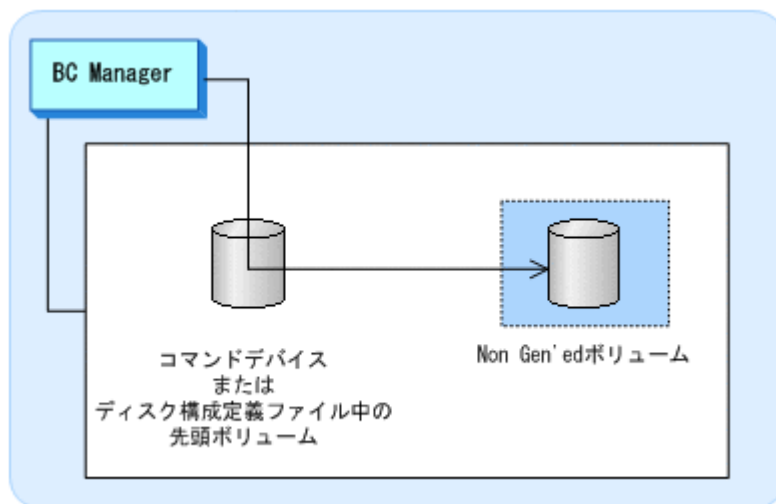 BC Manager
コマンドデバイス
または
ディスク構成定義ファイル中の
先頭ボリューム
Non Gen'edボリューム